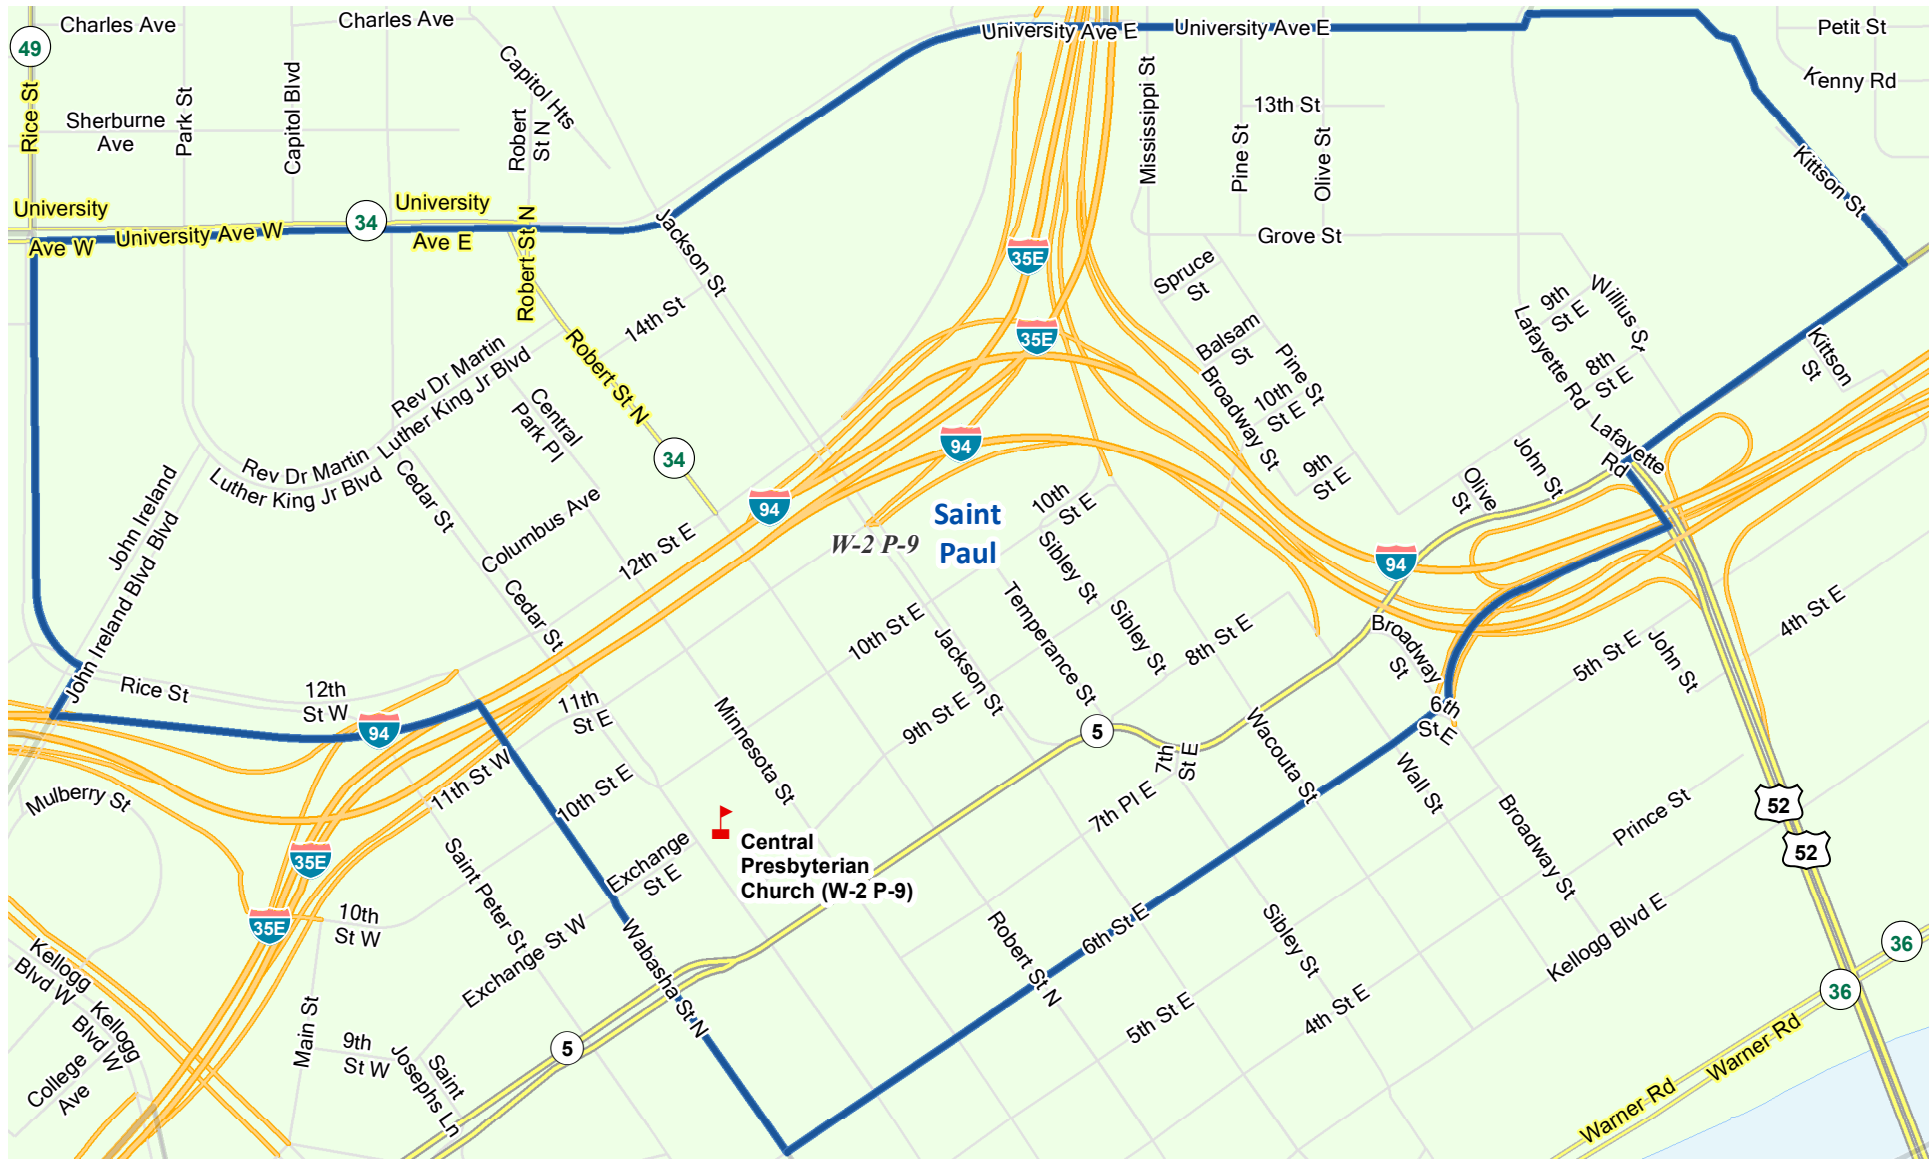 Charles Ave
Charles Ave
University Ave E
University Ave E
Petit St
49
Rice St
Park St
Capitol Blvd
Capitol Hts
Robert
St N
Mississippi St
Kenny Rd
13th St
Sherburne
Ave
Pine St
Olive St
Kittson St
University
Ave W
University Ave W
34
University
Ave E
Robert St N
Jackson St
Grove St
35E
Spruce
St
9th
St E
Willius St
Lafayette Rd
14th St
35E
Balsam
St
Pine St
8th
St E
Kittson
St
Rev Dr Martin
Luther King Jr Blvd
Robert St N
Central
Park Pl
Broadway St
10th
St E
Lafayette
Rd
94
34
Rev Dr Martin
Luther King Jr Blvd
Cedar St
9th
St E
Olive
St
John St
John Ireland
Blvd
Columbus Ave
94
W-2 P-9
Saint
Paul
10th
St E
12th St E
Sibley St
94
Cedar St
Temperance St
Sibley St
John Ireland Blvd
10th St E
Jackson St
8th St E
Broadway
St
4th St E
5th St E
John St
Rice St
12th
St W
94
11th
St E
Minnesota St
9th St E
5
7th
St E
Wacouta St
6th
St E
Mulberry St
11th St W
10th St E
7th Pl E
Wall St
Broadway St
Prince St
52
52
35E
Saint Peter St
Exchange
St E
Central
Presbyterian
Church (W-2 P-9)
35E
10th
St W
Exchange St W
Wabasha St N
Robert St N
6th St E
Sibley St
Kellogg Blvd E
36
36
Kellogg
Blvd W
Kellogg
Blvd W
Main St
5th St E
4th St E
College
Ave
9th
St W
Saint
Josephs Ln
5
Warner Rd
Warner Rd